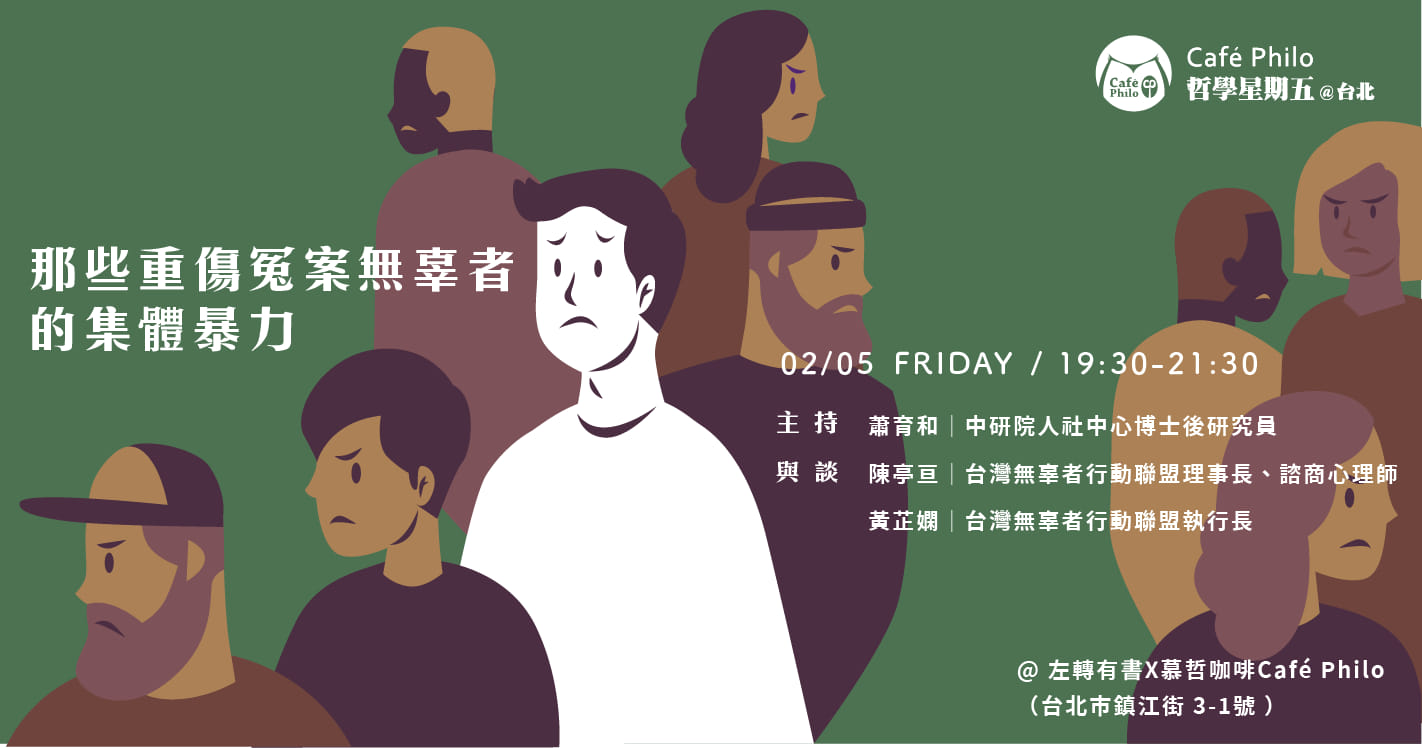 Café Philo
哲學星期五@台北
Café
Philo
那些重傷冤案無辜者
的集體暴力
02/05 FRIDAY / 19:30-21:30
主持 蕭育和｜中研院人社中心博士後研究員
與談 陳亭亘｜台灣無辜者行動聯盟理事長、諮商心理師
黃芷嫻｜台灣無辜者行動聯盟執行長
@ 左轉有書X慕哲咖啡Café Philo
（台北市鎮江街 3-1號 ）